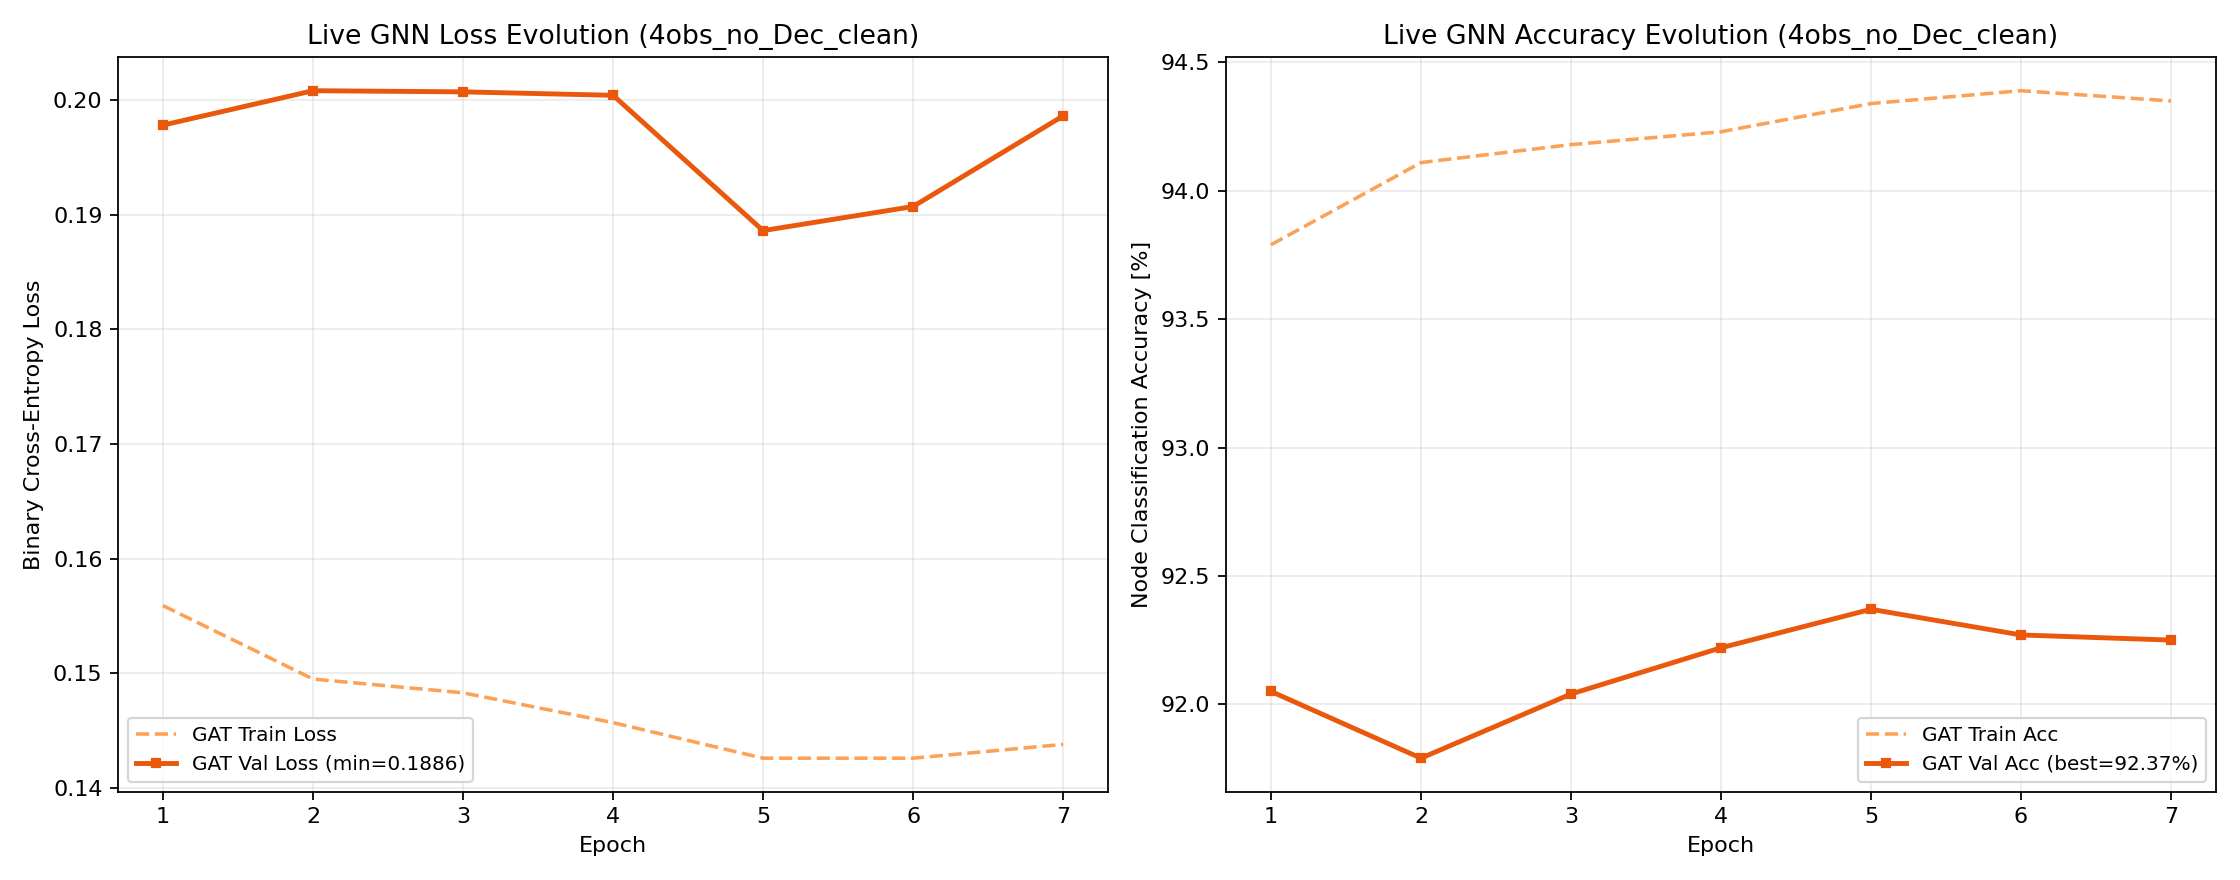 Live GNN Loss Evolution (4obs_no_Dec_clean)
Binary Cross-Entropy Loss
0.20
0.19
0.18
0.17
0.16
0.15
0.14
GAT Train Loss
GAT Val Loss (min=0.1886)
1 2 3 4 5 6 7
Epoch
Live GNN Accuracy Evolution (4obs_no_Dec_clean)
Node Classification Accuracy [%]
94.5
94.0
93.5
93.0
92.5
92.0
GAT Train Acc
GAT Val Acc (best=92.37%)
1 2 3 4 5 6 7
Epoch